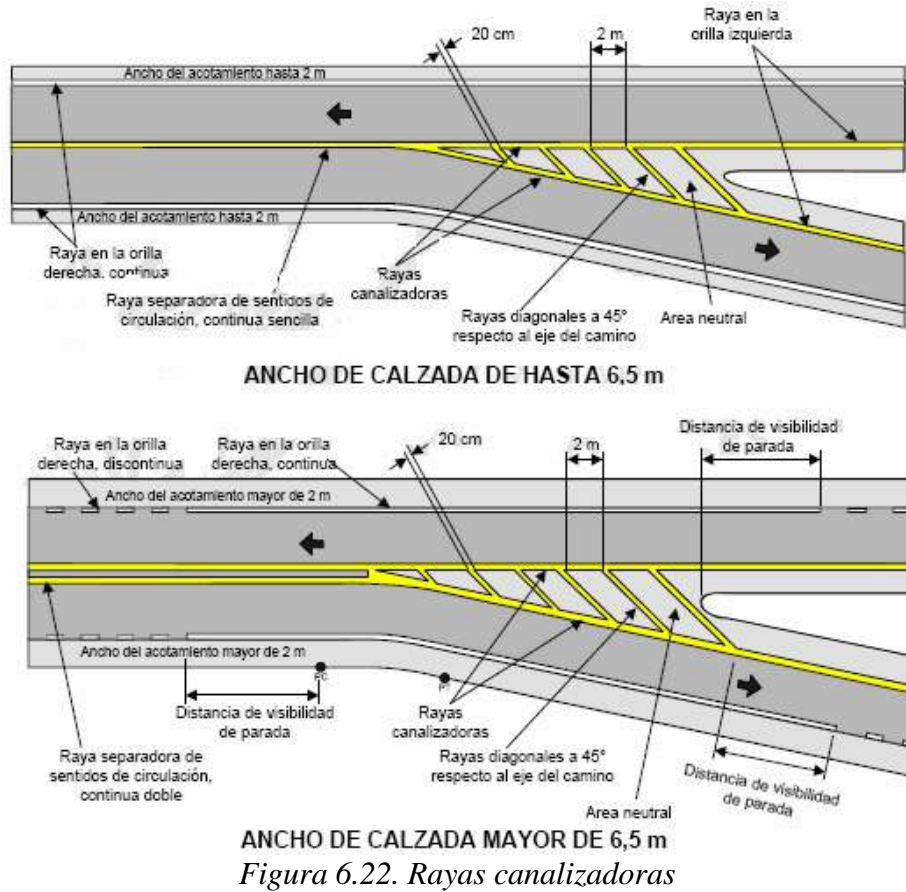 Raya en la
orilla izquierda
20 cm
2 m
Ancho del acotamiento hasta 2 m
Ancho del acotamiento hasta 2 m
Raya en la orilla
derecha, continua
Raya separadora de sentidos de
circulación, continua sencilla
Rayas
canalizadoras
Rayas diagonales a 45°
respecto al eje del camino
Area neutral
ANCHO DE CALZADA DE HASTA 6,5 m
Raya en la orilla
derecha, discontinua
Raya en la orilla
derecha, continua
20 cm
2 m
Distancia de visibilidad
de parada
Ancho del acotamiento mayor de 2 m
Ancho del acotamiento mayor de 2 m
PC
PT
Distancia de visibilidad
de parada
Raya separadora de
sentidos de circulación,
continua doble
Rayas
canalizadoras
Rayas diagonales a 45°
respecto al eje del camino
Area neutral
Distancia de visibilidad
de parada
ANCHO DE CALZADA MAYOR DE 6,5 m
Figura 6.22. Rayas canalizadoras